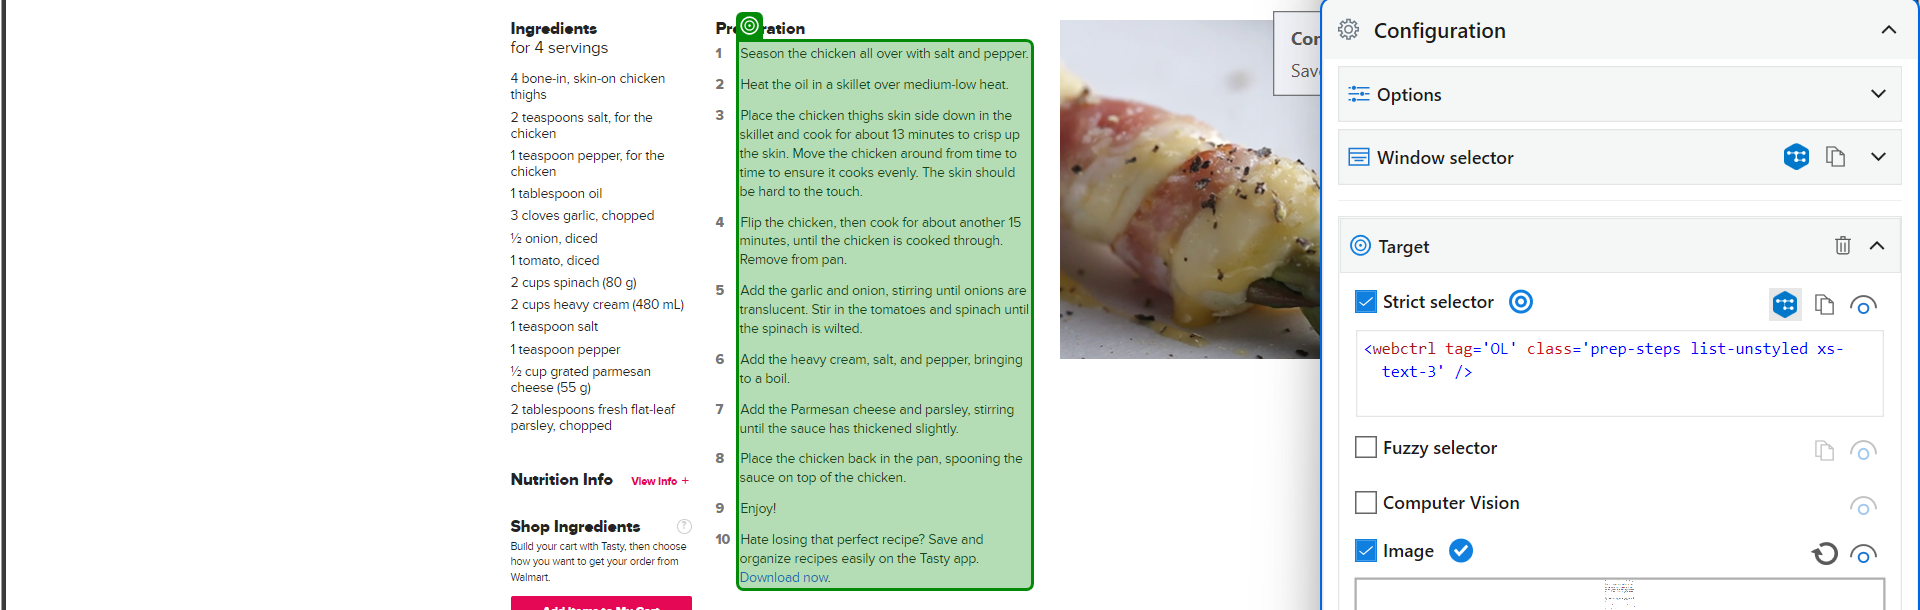 Ingredients
for 4 servings
4 bone-in, skin-on chicken
thighs
2 teaspoons salt, for the
chicken
1 teaspoon pepper, for the
chicken
1 tablespoon oil
3 cloves garlic, chopped
½ onion, diced
1 tomato, diced
2 cups spinach (80 g)
2 cups heavy cream (480 mL)
1 teaspoon salt
1 teaspoon pepper
½ cup grated parmesan
cheese (55 g)
2 tablespoons fresh flat-leaf
parsley, chopped
Nutrition Info View Info +
Shop Ingredients ?
Build your cart with Tasty, then choose
how you want to get your order from
Walmart.
Add Items to My Cart
1 Season the chicken all over with salt and pepper.
2 Heat the oil in a skillet over medium-low heat.
3 Place the chicken thighs skin side down in the
skillet and cook for about 13 minutes to crisp up
the skin. Move the chicken around from time to
time to ensure it cooks evenly. The skin should
be hard to the touch.
4 Flip the chicken, then cook for about another 15
minutes, until the chicken is cooked through.
Remove from pan.
5 Add the garlic and onion, stirring until onions are
translucent. Stir in the tomatoes and spinach until
the spinach is wilted.
6 Add the heavy cream, salt, and pepper, bringing
to a boil.
7 Add the Parmesan cheese and parsley, stirring
until the sauce has thickened slightly.
8 Place the chicken back in the pan, spooning the
sauce on top of the chicken.
9 Enjoy!
10 Hate losing that perfect recipe? Save and
organize recipes easily on the Tasty app.
Download now.
Configuration
Options
Window selector
Target
Strict selector
<webctrl tag='OL' class='prep-steps list-unstyled xs-
text-3' />
Fuzzy selector
Computer Vision
Image